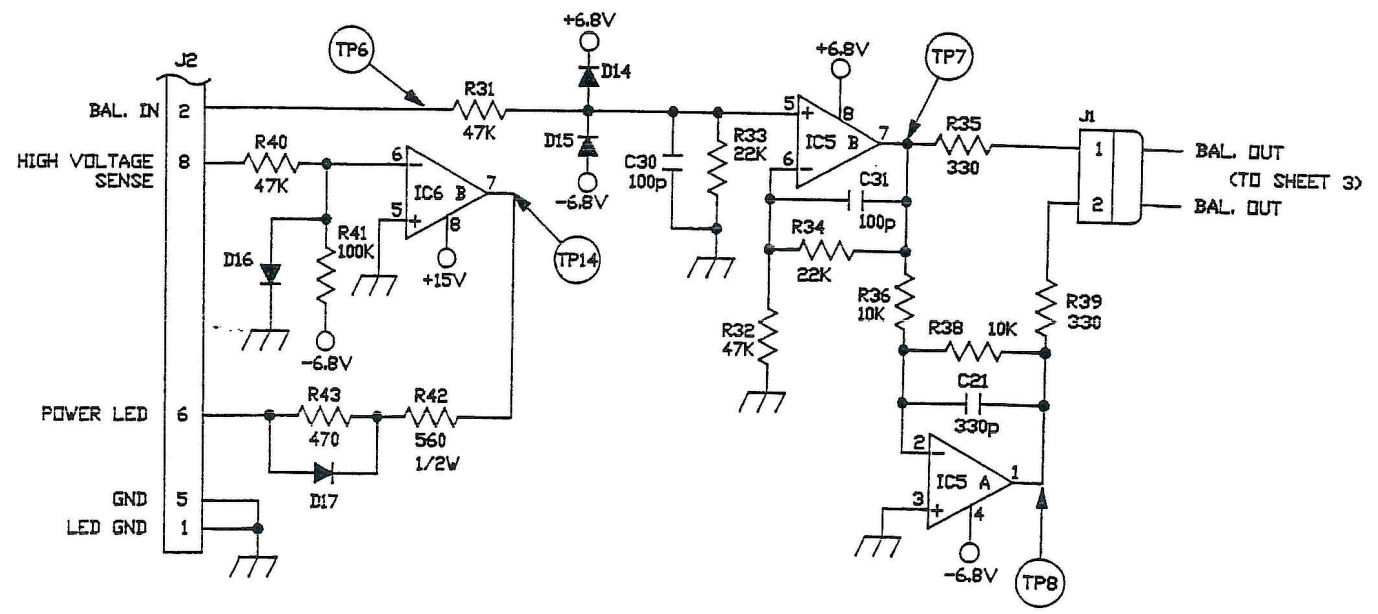 +6.8V
TP6
D14
+6.8V
TP7
J2
BAL. IN
2
R31
47K
D15
-6.8V
C30
100p
R33
22K
5
+
6
-
IC5 B
8
7
R35
330
J1
1
2
BAL. OUT
(TO SHEET 3)
BAL. OUT
HIGH VOLTAGE
SENSE
8
R40
47K
6
-
5
+
IC6 B
7
8
+15V
TP14
D16
R41
100K
-6.8V
C31
100p
R34
22K
R32
47K
R36
10K
R38
10K
R39
330
C21
330p
POWER LED
6
R43
470
R42
560
1/2W
D17
2
-
3
+
IC5 A
1
4
-6.8V
TP8
GND
5
LED GND
1